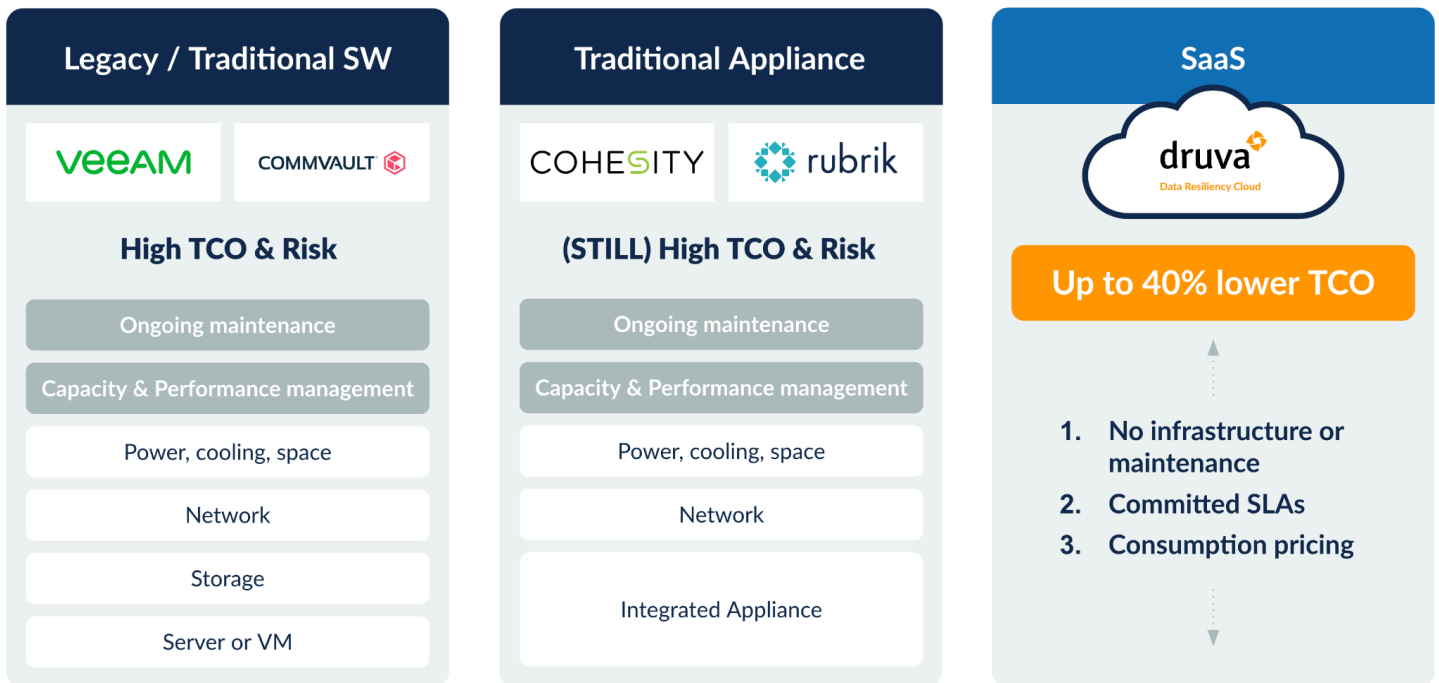 Legacy / Traditional SW
veeAM
COMMVAULT
High TCO & Risk
Ongoing maintenance
Capacity & Performance management
Power, cooling, space
Network
Storage
Server or VM
Traditional Appliance
COHESITY
rubrik
(STILL) High TCO & Risk
Ongoing maintenance
Capacity & Performance management
Power, cooling, space
Network
Integrated Appliance
SaaS
druva
Data Resiliency Cloud
Up to 40% lower TCO
1. No infrastructure or
maintenance
2. Committed SLAs
3. Consumption pricing